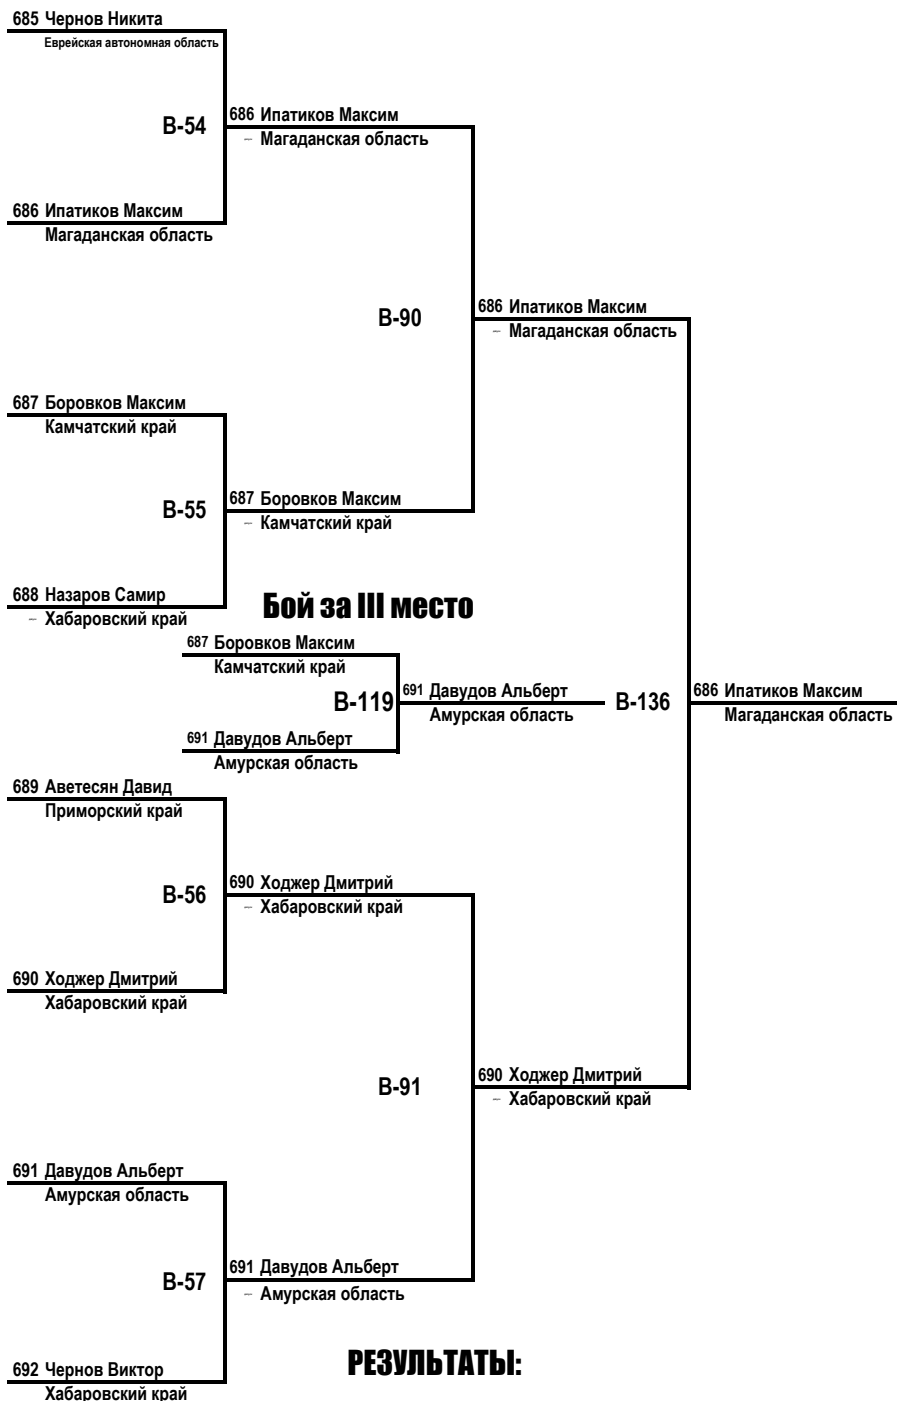 685 Чернов Никита
Еврейская автономная область
В-54
686 Ипатиков Максим
Магаданская область
686 Ипатиков Максим
Магаданская область
В-90
686 Ипатиков Максим
Магаданская область
687 Боровков Максим
Камчатский край
В-55
687 Боровков Максим
Камчатский край
688 Назаров Самир
Хабаровский край
Бой за III место
687 Боровков Максим
Камчатский край
В-119
691 Давудов Альберт
Амурская область
В-136
686 Ипатиков Максим
Магаданская область
691 Давудов Альберт
Амурская область
689 Аветесян Давид
Приморский край
В-56
690 Ходжер Дмитрий
Хабаровский край
690 Ходжер Дмитрий
Хабаровский край
В-91
690 Ходжер Дмитрий
Хабаровский край
691 Давудов Альберт
Амурская область
В-57
691 Давудов Альберт
Амурская область
РЕЗУЛЬТАТЫ:
692 Чернов Виктор
Хабаровский край